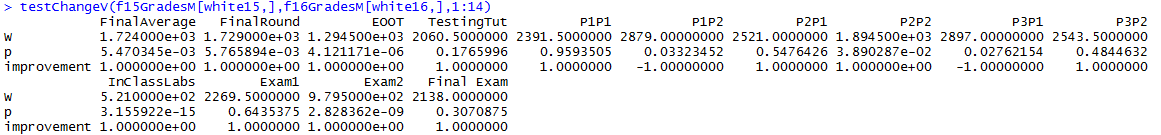 > testChangeV(f15GradesM[white15,],f16GradesM[white16,],1:14)
FinalAverage FinalRound EOOT TestingTut P1P1 P1P2 P2P1 P2P2 P3P1 P3P2
W 1.724000e+03 1.729000e+03 1.294500e+03 2060.5000000 2391.5000000 2879.00000000 2521.0000000 1.894500e+03 2897.00000000 2543.5000000
p 5.470345e-03 5.765894e-03 4.121171e-06 0.1765996 0.9593505 0.03323452 0.5476426 3.890287e-02 0.02762154 0.4844632
improvement 1.000000e+00 1.000000e+00 1.000000e+00 1.0000000 1.0000000 -1.00000000 1.0000000 1.000000e+00 -1.00000000 1.0000000
InClassLabs Exam1 Exam2 Final Exam
W 5.210000e+02 2269.5000000 9.795000e+02 2138.0000000
p 3.155922e-15 0.6435375 2.828362e-09 0.3070875
improvement 1.000000e+00 1.0000000 1.000000e+00 1.0000000